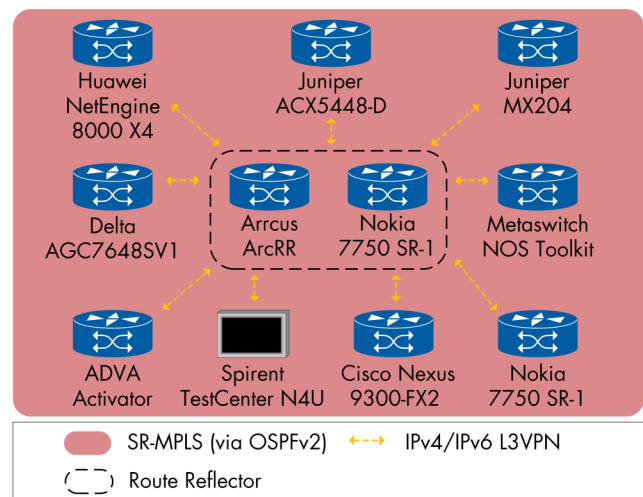 Huawei
NetEngine
8000 X4
Juniper
ACX5448-D
Juniper
MX204
Delta
AGC7648SV1
Arrcus
ArcRR
Nokia
7750 SR-1
Metaswitch
NOS Toolkit
ADVA
Activator
Spirent
TestCenter N4U
Cisco Nexus
9300-FX2
Nokia
7750 SR-1
SR-MPLS (via OSPFv2)
IPv4/IPv6 L3VPN
Route Reflector